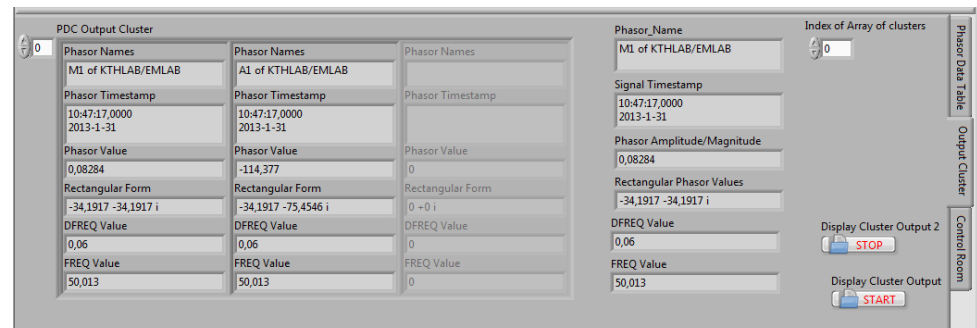 PDC Output Cluster
0
Phasor Names
M1 of KTHLAB/EMLAB
Phasor Timestamp
10:47:17,0000
2013-1-31
Phasor Value
0,08284
Rectangular Form
-34,1917 -34,1917 i
DFREQ Value
0,06
FREQ Value
50,013
Phasor Names
A1 of KTHLAB/EMLAB
Phasor Timestamp
10:47:17,0000
2013-1-31
Phasor Value
-114,377
Rectangular Form
-34,1917 -75,4546 i
DFREQ Value
0,06
FREQ Value
50,013
Phasor Names
Phasor Timestamp
Phasor Value
0
Rectangular Form
0 +0 i
DFREQ Value
0
FREQ Value
0
Phasor_Name
M1 of KTHLAB/EMLAB
Signal Timestamp
10:47:17,0000
2013-1-31
Phasor Amplitude/Magnitude
0,08284
Rectangular Phasor Values
-34,1917 -34,1917 i
DFREQ Value
0,06
FREQ Value
50,013
Index of Array of clusters
0
Display Cluster Output 2
STOP
Display Cluster Output
START
Phasor Data Table
Output Cluster
Control Room